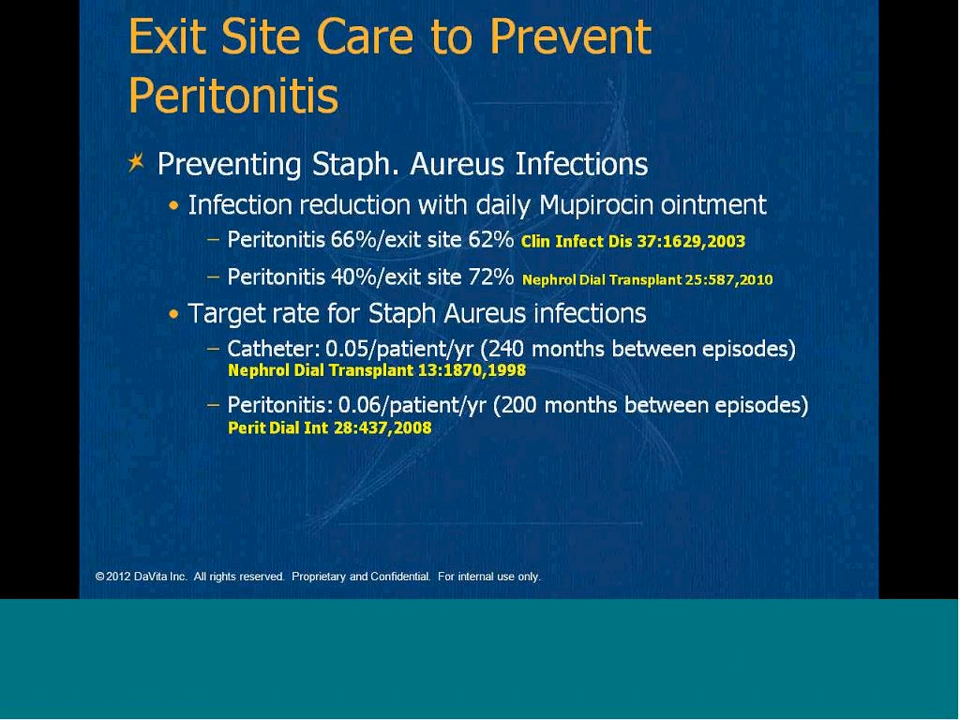 Exit Site Care to Prevent
Peritonitis
Preventing Staph. Aureus Infections
• Infection reduction with daily Mupirocin ointment
– Peritonitis 66%/exit site 62% Clin Infect Dis 37:1629,2003
– Peritonitis 40%/exit site 72% Nephrol Dial Transplant 25:587,2010
• Target rate for Staph Aureus infections
– Catheter: 0.05/patient/yr (240 months between episodes)
Nephrol Dial Transplant 13:1870,1998
– Peritonitis: 0.06/patient/yr (200 months between episodes)
Perit Dial Int 28:437,2008
© 2012 DaVita Inc. All rights reserved. Proprietary and Confidential. For internal use only.